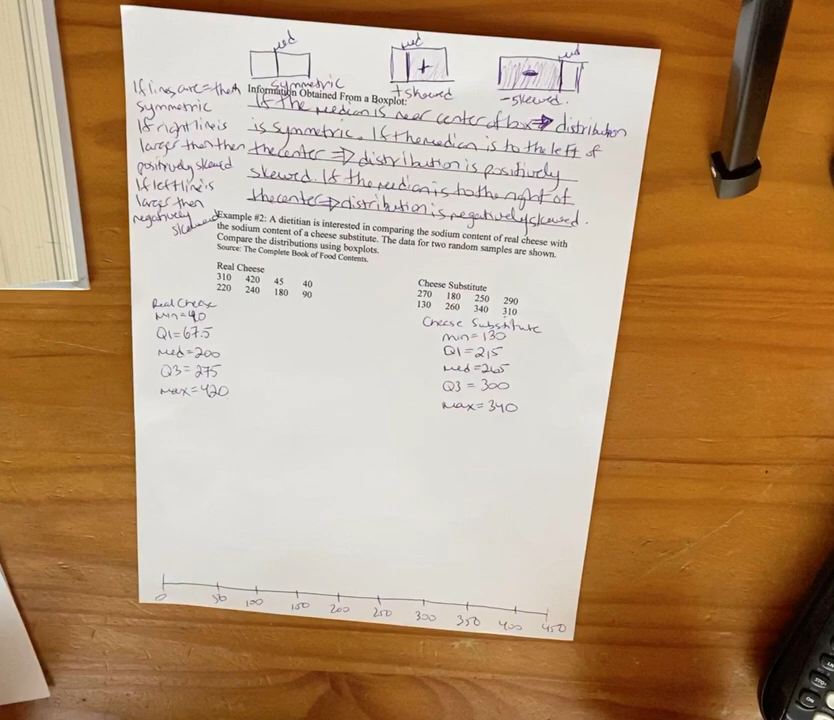 med
med
med
symmetric
+ skewed
- skewed.
Information Obtained From a Boxplot:
If lines are = then
symmetric
If right line is
larger then then
positively skewed
If left line is
larger then
negatively
skewed
If the median is near center of box => distribution
is symmetric. If the median is to the left of
the center => distribution is positively
skewed. If the median is to the right of
the center => distribution is negatively skewed.
Example #2: A dietitian is interested in comparing the sodium content of real cheese with
the sodium content of a cheese substitute. The data for two random samples are shown.
Compare the distributions using boxplots.
Source: The Complete Book of Food Contents.
Real Cheese
310 420 45 40
220 240 180 90
Cheese Substitute
270 180 250 290
130 260 340 310
Real Cheese
Min = 40
Q1 = 67.5
Med = 200
Q3 = 275
Max = 420
Cheese Substitute
min = 130
Q1 = 215
Med = 265
Q3 = 300
Max = 340
0 50 100 150 200 250 300 350 400 450